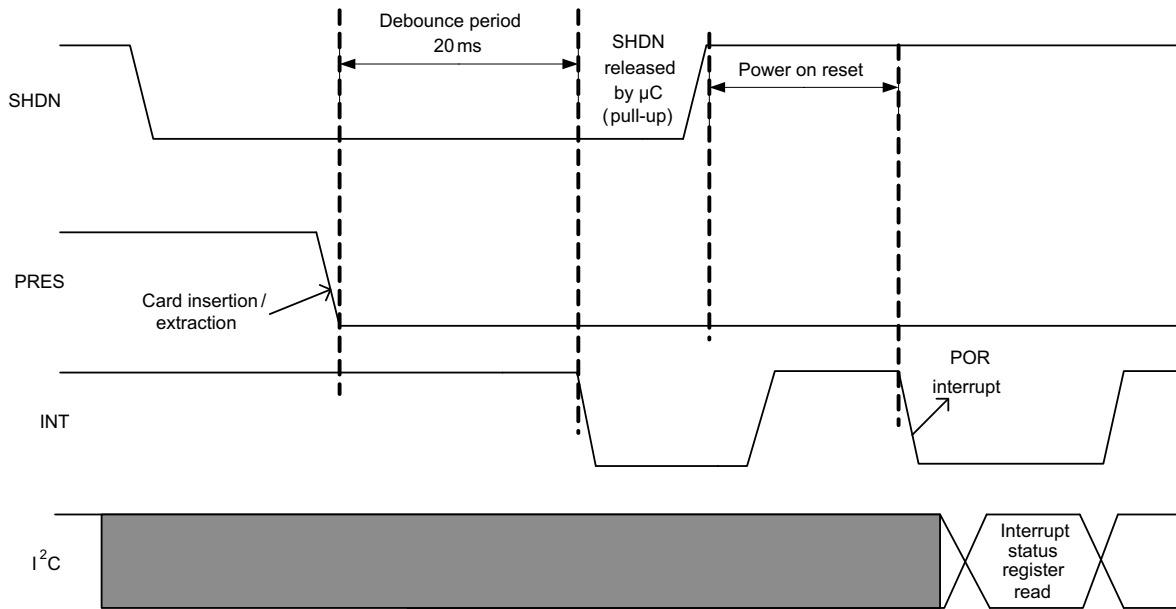 Debounce period
20 ms
SHDN
released
by µC
(pull-up)
Power on reset
SHDN
PRES
Card insertion /
extraction
POR
interrupt
INT
I²C
Interrupt
status
register
read